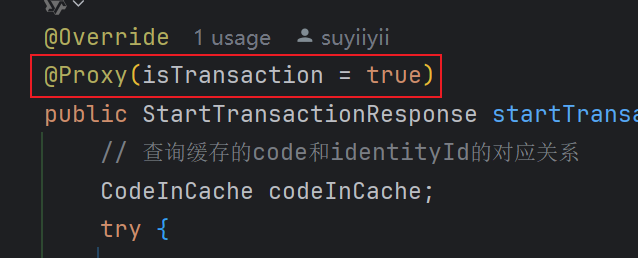 @Override 1 usage suyiiyii
@Proxy(isTransaction = true)
public StartTransactionResponse startTransa
// 查询缓存的code和identityId的对应关系
CodeInCache codeInCache;
try {